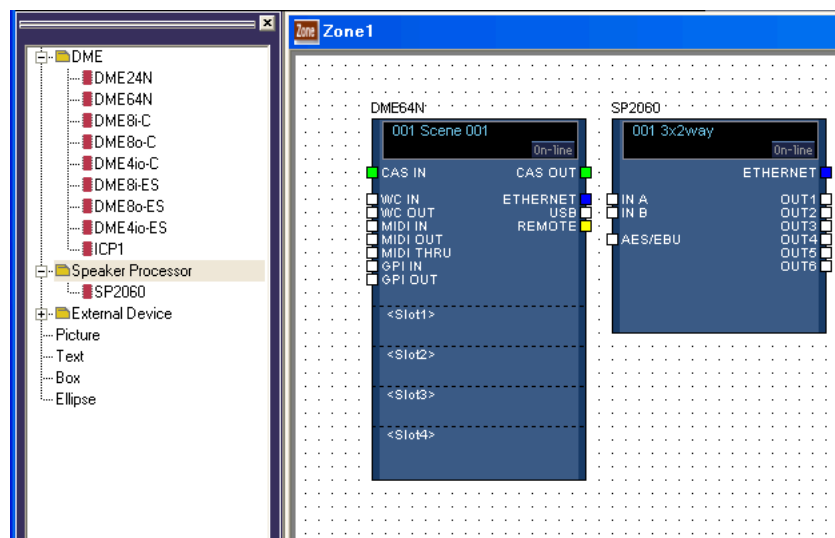 Zone Zone1
DME
DME24N
DME64N
DME8i-C
DME8o-C
DME4io-C
DME8i-ES
DME8o-ES
DME4io-ES
ICP1
Speaker Processor
SP2060
External Device
Picture
Text
Box
Ellipse
DME64N
001 Scene 001
On-line
CAS IN CAS OUT
WC IN ETHERNET
WC OUT USB
MIDI IN REMOTE
MIDI OUT
MIDI THRU
GPI IN
GPI OUT
<Slot1>
<Slot2>
<Slot3>
<Slot4>
SP2060
001 3x2way
On-line
ETHERNET
IN A OUT1
IN B OUT2
OUT3
AES/EBU OUT4
OUT5
OUT6